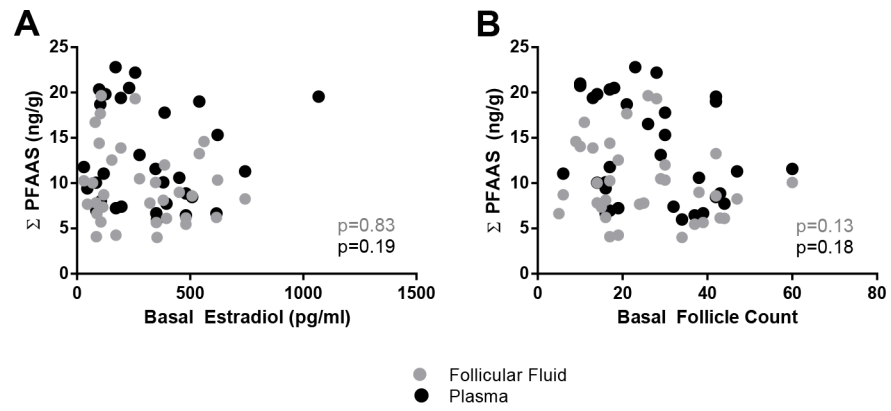 A
25
20
15
10
5
0
Σ PFAAS (ng/g)
p=0.83
p=0.19
0
500
1000
1500
Basal Estradiol (pg/ml)
B
25
20
15
10
5
0
Σ PFAAS (ng/g)
p=0.13
p=0.18
0
20
40
60
80
Basal Follicle Count
Follicular Fluid
Plasma